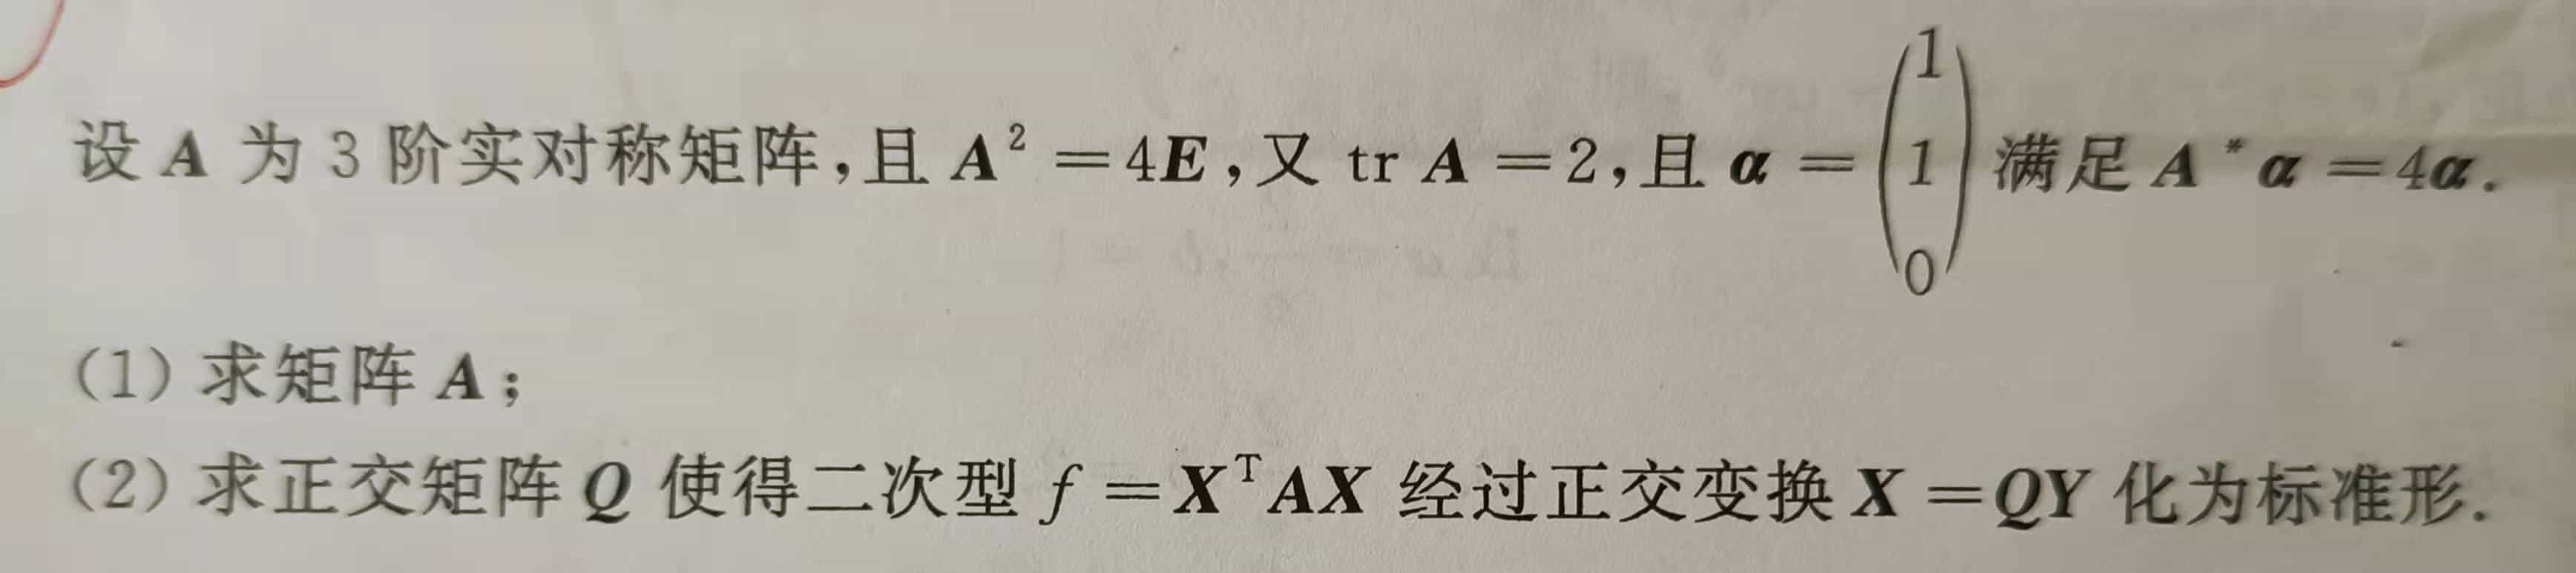 设 A 为 3 阶实对称矩阵,且 A² = 4E,又 tr A = 2,且 α = (1 1 0) 满足 A*α = 4α.
(1) 求矩阵 A;
(2) 求正交矩阵 Q 使得二次型 f = XᵀAX 经过正交变换 X = QY 化为标准形.